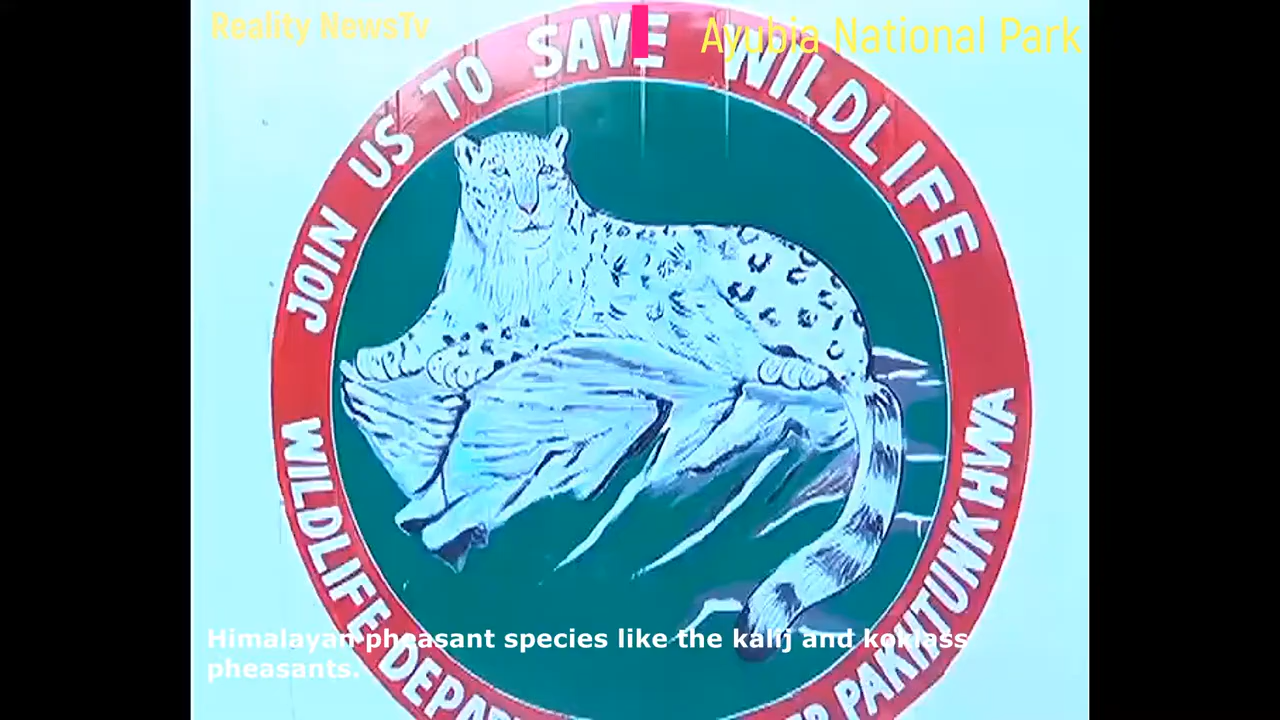 Reality NewsTv
Ayubia National Park
JOIN US TO SAVE WILDLIFE
WILDLIFE
PAKHTUNKHWA
Himalayan pheasant species like the kalij and koklass
pheasants.